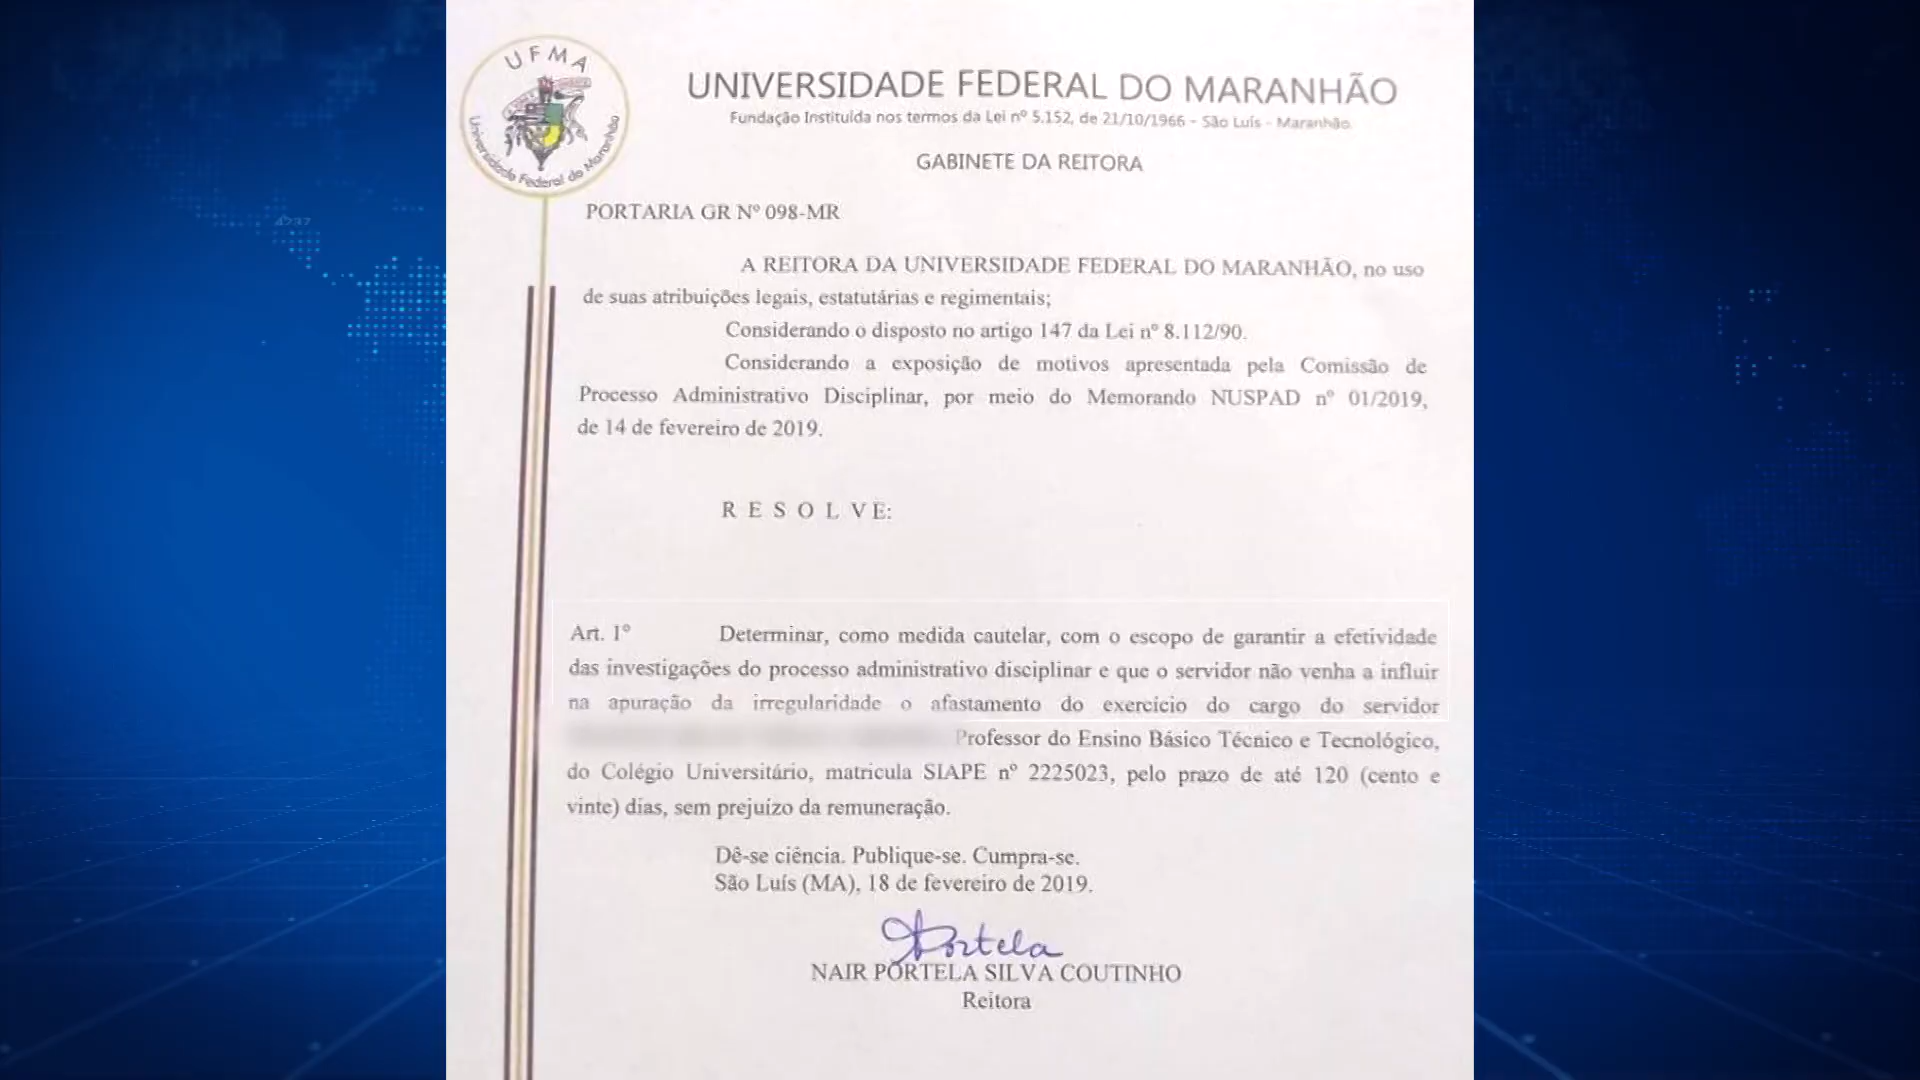 UFMA
Universidade Federal do Maranhão
UNIVERSIDADE FEDERAL DO MARANHÃO
Fundação Instituída nos termos da Lei nº 5.152, de 21/10/1966 - São Luís - Maranhão.
GABINETE DA REITORA
PORTARIA GR Nº 098-MR
A REITORA DA UNIVERSIDADE FEDERAL DO MARANHÃO, no uso
de suas atribuições legais, estatutárias e regimentais;
Considerando o disposto no artigo 147 da Lei nº 8.112/90.
Considerando a exposição de motivos apresentada pela Comissão de
Processo Administrativo Disciplinar, por meio do Memorando NUSPAD nº 01/2019,
de 14 de fevereiro de 2019.
R E S O L V E:
Art. 1º Determinar, como medida cautelar, com o escopo de garantir a efetividade
das investigações do processo administrativo disciplinar e que o servidor não venha a influir
na apuração da irregularidade o afastamento do exercício do cargo do servidor
Professor do Ensino Básico Técnico e Tecnológico,
do Colégio Universitário, matricula SIAPE nº 2225023, pelo prazo de até 120 (cento e
vinte) dias, sem prejuízo da remuneração.
Dê-se ciência. Publique-se. Cumpra-se.
São Luís (MA), 18 de fevereiro de 2019.
Portela
NAIR PORTELA SILVA COUTINHO
Reitora
4237